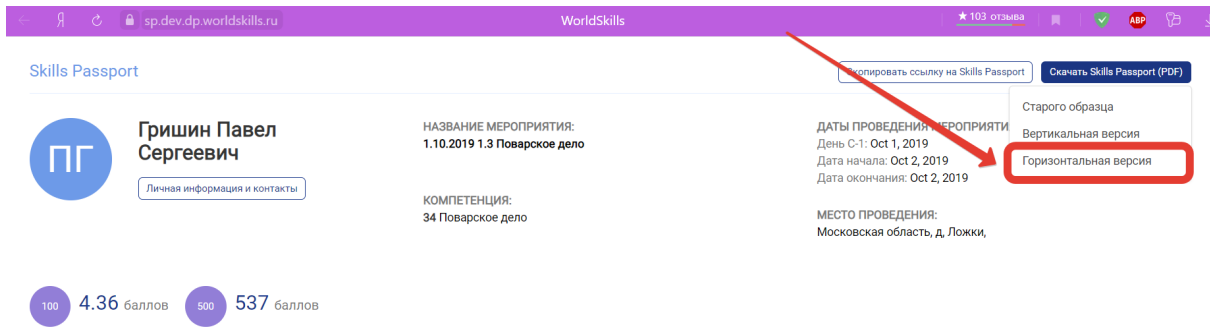 Я sp.dev.dp.worldskills.ru WorldSkills ★ 103 отзыва ABP
Skills Passport
Скопировать ссылку на Skills Passport
Скачать Skills Passport (PDF)
Старого образца
Вертикальная версия
Горизонтальная версия
ПГ
Гришин Павел
Сергеевич
Личная информация и контакты
НАЗВАНИЕ МЕРОПРИЯТИЯ:
1.10.2019 1.3 Поварское дело
КОМПЕТЕНЦИЯ:
34 Поварское дело
ДАТЫ ПРОВЕДЕНИЯ МЕРОПРИЯТИ
День C-1: Oct 1, 2019
Дата начала: Oct 2, 2019
Дата окончания: Oct 2, 2019
МЕСТО ПРОВЕДЕНИЯ:
Московская область, д, Ложки,
100 4.36 баллов 500 537 баллов